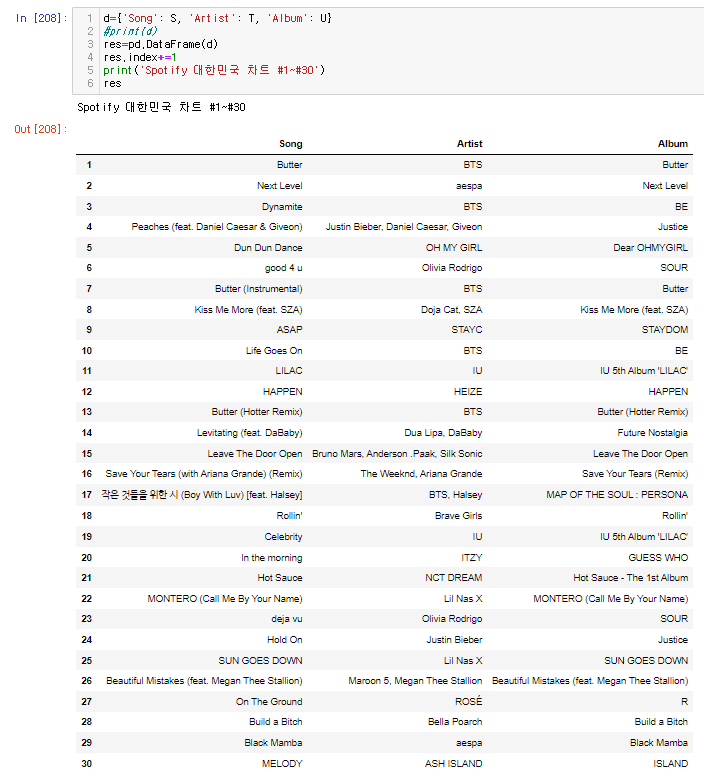 In [208]:
1 d={'Song': S, 'Artist': T, 'Album': U}
2 #print(d)
3 res=pd.DataFrame(d)
4 res.index+=1
5 print('Spotify 대한민국 차트 #1~#30')
6 res
Spotify 대한민국 차트 #1~#30
Out[208]:
Song Artist Album
1 Butter BTS Butter
2 Next Level aespa Next Level
3 Dynamite BTS BE
4 Peaches (feat. Daniel Caesar & Giveon) Justin Bieber, Daniel Caesar, Giveon Justice
5 Dun Dun Dance OH MY GIRL Dear OHMYGIRL
6 good 4 u Olivia Rodrigo SOUR
7 Butter (Instrumental) BTS Butter
8 Kiss Me More (feat. SZA) Doja Cat, SZA Kiss Me More (feat. SZA)
9 ASAP STAYC STAYDOM
10 Life Goes On BTS BE
11 LILAC IU IU 5th Album 'LILAC'
12 HAPPEN HEIZE HAPPEN
13 Butter (Hotter Remix) BTS Butter (Hotter Remix)
14 Levitating (feat. DaBaby) Dua Lipa, DaBaby Future Nostalgia
15 Leave The Door Open Bruno Mars, Anderson .Paak, Silk Sonic Leave The Door Open
16 Save Your Tears (with Ariana Grande) (Remix) The Weeknd, Ariana Grande Save Your Tears (Remix)
17 작은 것들을 위한 시 (Boy With Luv) [feat. Halsey] BTS, Halsey MAP OF THE SOUL : PERSONA
18 Rollin' Brave Girls Rollin'
19 Celebrity IU IU 5th Album 'LILAC'
20 In the morning ITZY GUESS WHO
21 Hot Sauce NCT DREAM Hot Sauce - The 1st Album
22 MONTERO (Call Me By Your Name) Lil Nas X MONTERO (Call Me By Your Name)
23 deja vu Olivia Rodrigo SOUR
24 Hold On Justin Bieber Justice
25 SUN GOES DOWN Lil Nas X SUN GOES DOWN
26 Beautiful Mistakes (feat. Megan Thee Stallion) Maroon 5, Megan Thee Stallion Beautiful Mistakes (feat. Megan Thee Stallion)
27 On The Ground ROSÉ R
28 Build a Bitch Bella Poarch Build a Bitch
29 Black Mamba aespa Black Mamba
30 MELODY ASH ISLAND ISLAND